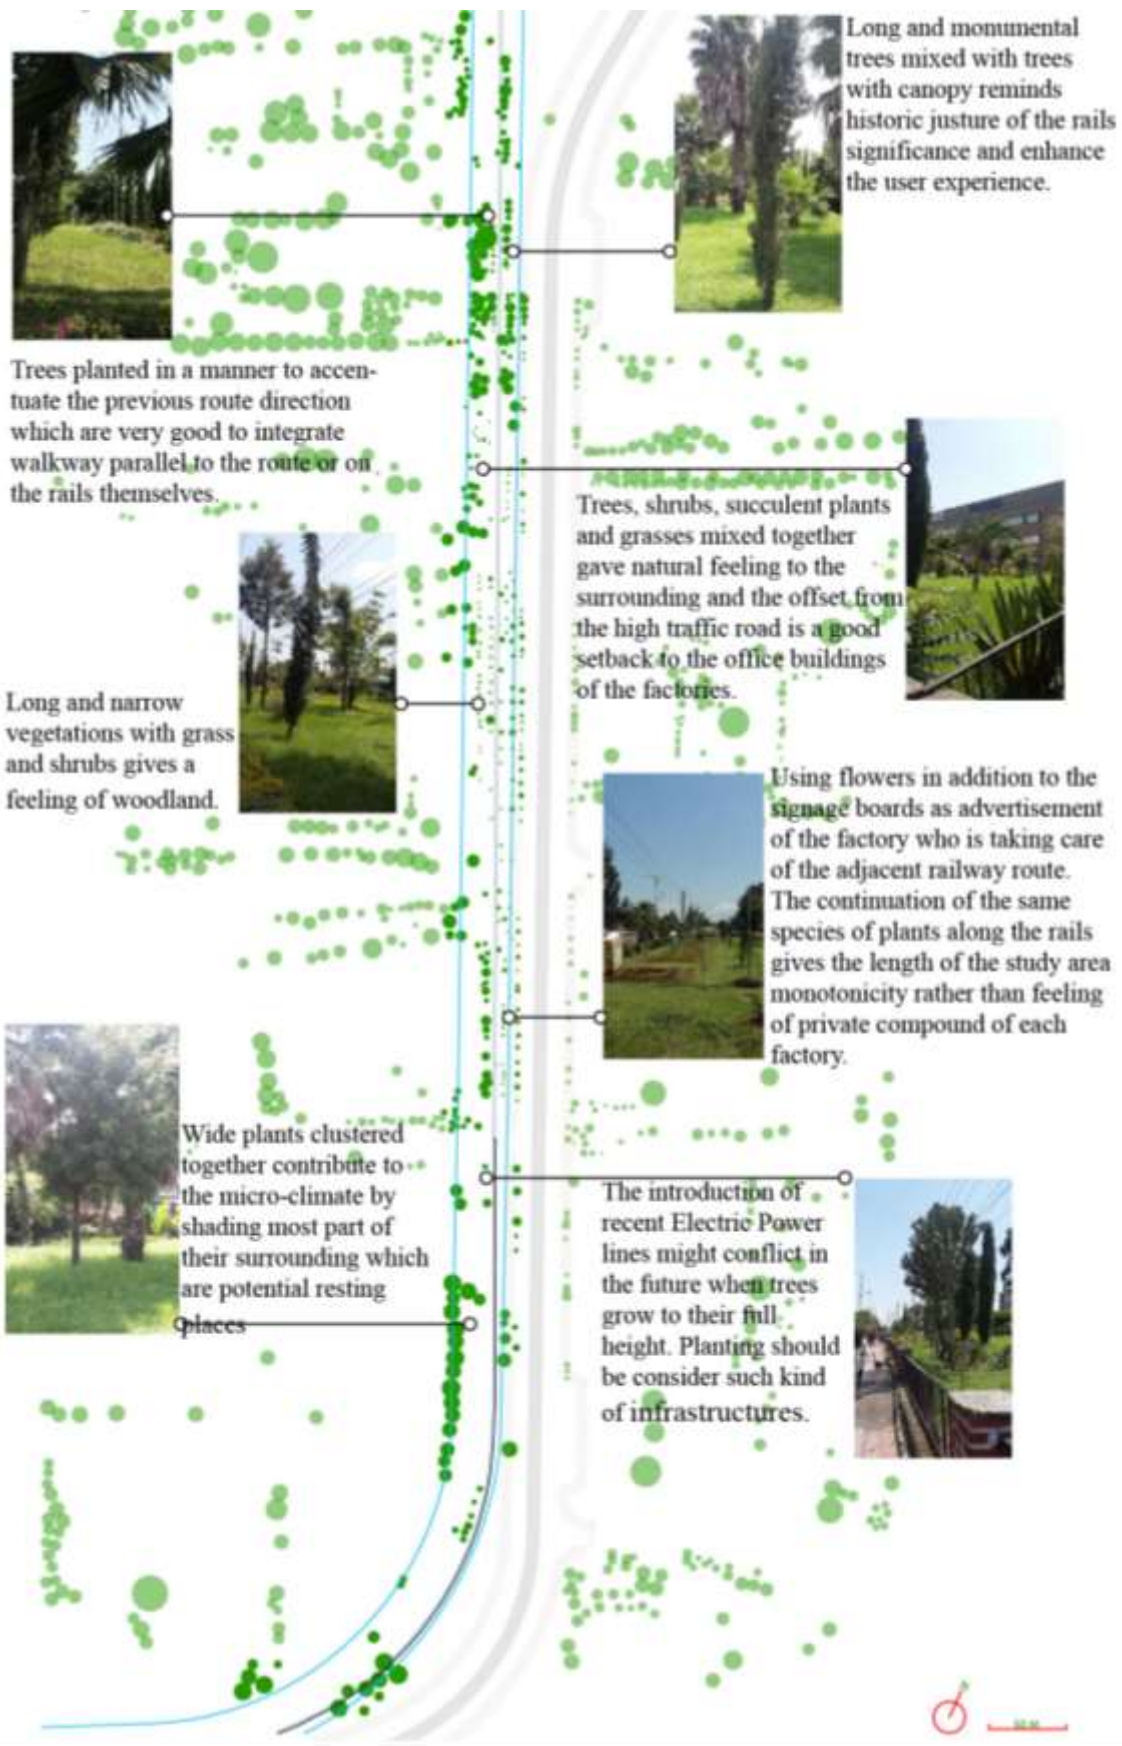 Long and monumental
trees mixed with trees
with canopy reminds
historic justure of the rails
significance and enhance
the user experience.
Trees planted in a manner to accen-
tuate the previous route direction
which are very good to integrate
walkway parallel to the route or on
the rails themselves.
Trees, shrubs, succulent plants
and grasses mixed together
gave natural feeling to the
surrounding and the offset from
the high traffic road is a good
setback to the office buildings
of the factories.
Long and narrow
vegetations with grass
and shrubs gives a
feeling of woodland.
Using flowers in addition to the
signage boards as advertisement
of the factory who is taking care
of the adjacent railway route.
The continuation of the same
species of plants along the rails
gives the length of the study area
monotonicity rather than feeling
of private compound of each
factory.
Wide plants clustered
together contribute to
the micro-climate by
shading most part of
their surrounding which
are potential resting
places
The introduction of
recent Electric Power
lines might conflict in
the future when trees
grow to their full
height. Planting should
be consider such kind
of infrastructures.
50 M